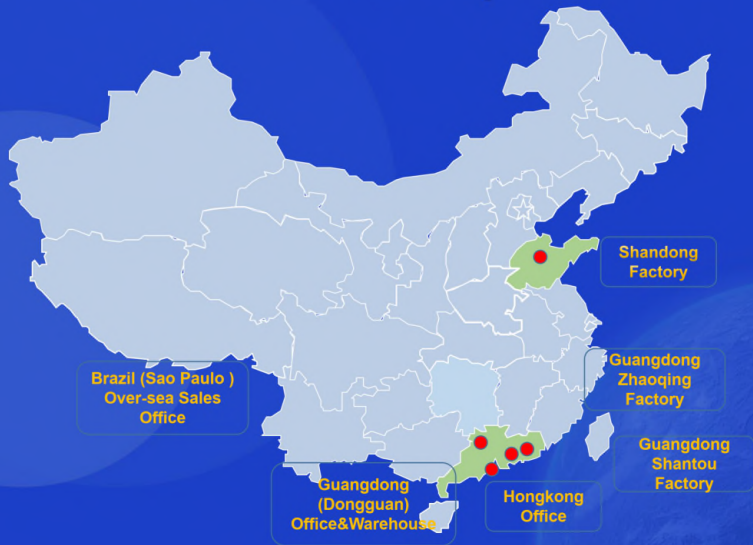 Shandong
Factory
Guangdong
Zhaoqing
Factory
Brazil (Sao Paulo )
Over-sea Sales
Office
Guangdong
Shantou
Factory
Guangdong
(Dongguan)
Office&Warehouse
Hongkong
Office